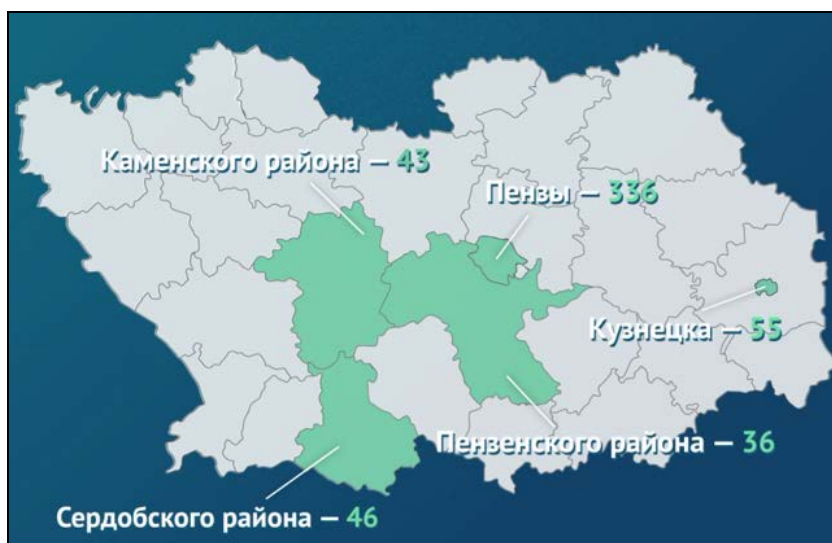 Каменского района — 43
Пензы — 336
Кузнецка — 55
Пензенского района — 36
Сердобского района — 46